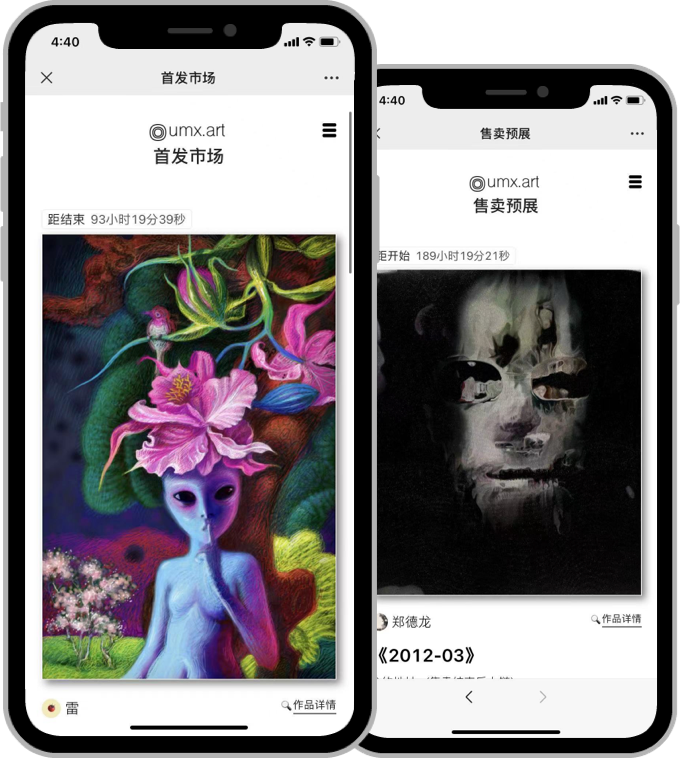 4:40
首发市场
umx.art
首发市场
距结束 93小时19分39秒
雷
作品详情
4:40
售卖预展
umx.art
售卖预展
距开始 189小时19分21秒
郑德龙
作品详情
《2012-03》